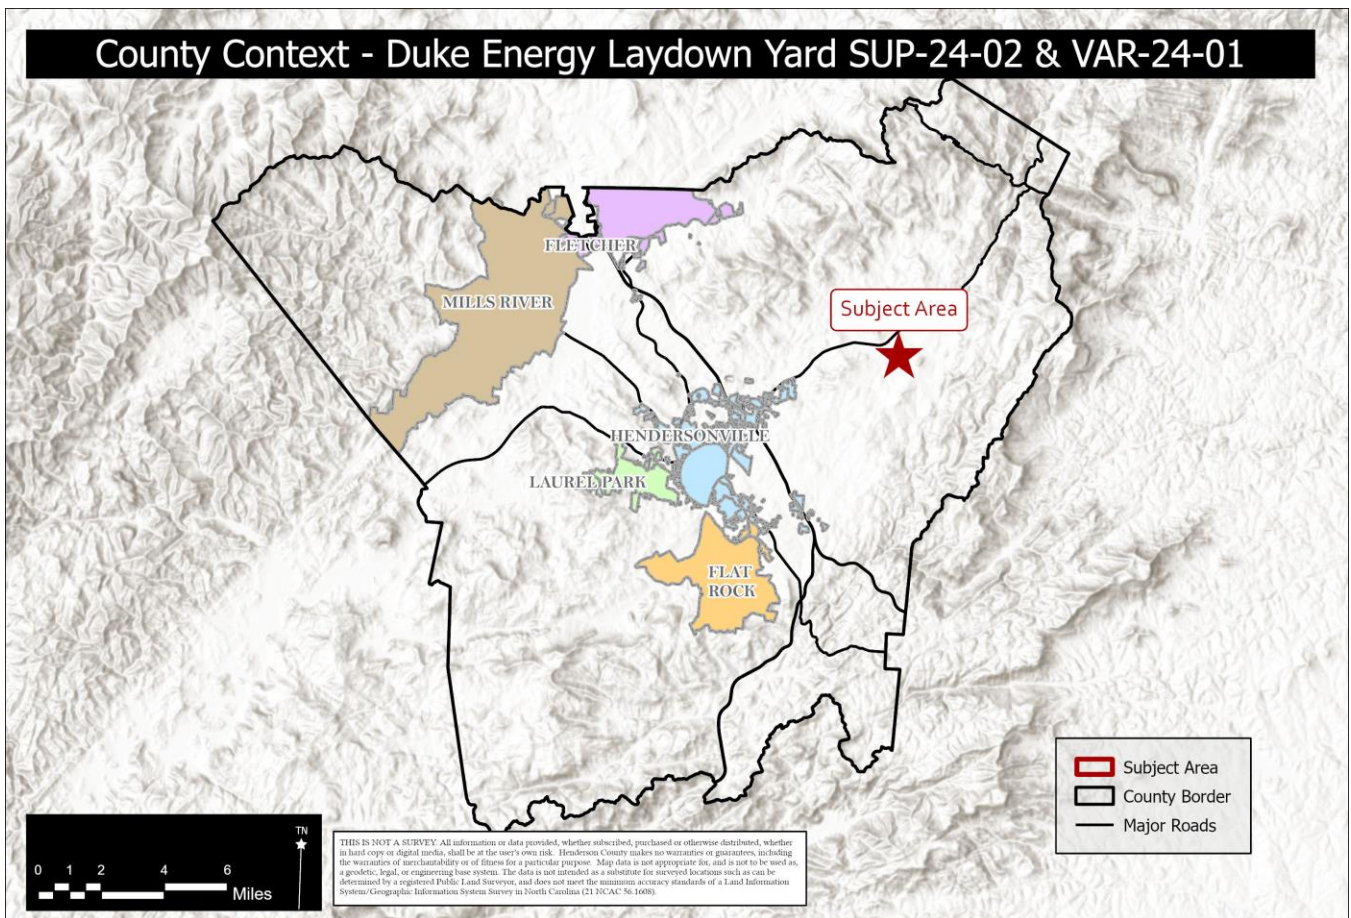 County Context - Duke Energy Laydown Yard SUP-24-02 & VAR-24-01
FLETCHER
MILLS RIVER
Subject Area
HENDERSONVILLE
LAUREL PARK
FLAT
ROCK
Subject Area
County Border
Major Roads
TN
0 1 2 4 6
Miles
THIS IS NOT A SURVEY. All information or data provided, whether subscribed, purchased or otherwise distributed, whether
in hard copy or digital media, shall be at the user's own risk. Henderson County makes no warranties or guarantees, including
the warranties of merchantability or of fitness for a particular purpose. Map data is not appropriate for, and is not to be used as,
a geodetic, legal, or engineering base system. The data is not intended as a substitute for surveyed locations such as can be
determined by a registered Public Land Surveyor, and does not meet the minimum accuracy standards of a Land Information
System/Geographic Information System Survey in North Carolina (21 NCAC 56.1608).